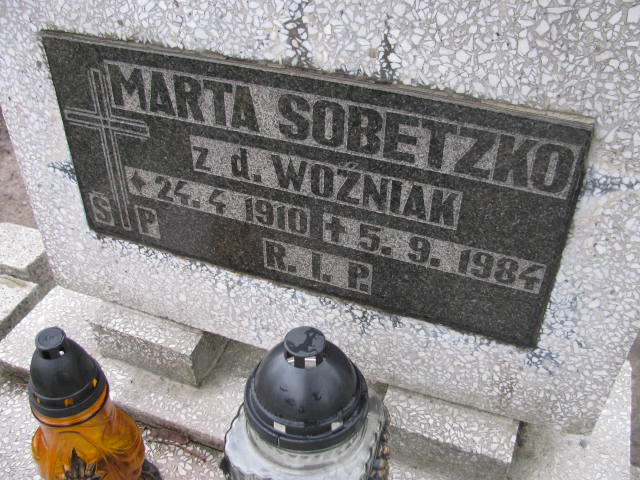 MARTA SOBETZKO
z d. WOŹNIAK
* 24. 4 1910 + 5. 9. 1984
Ś P
R. I. P.